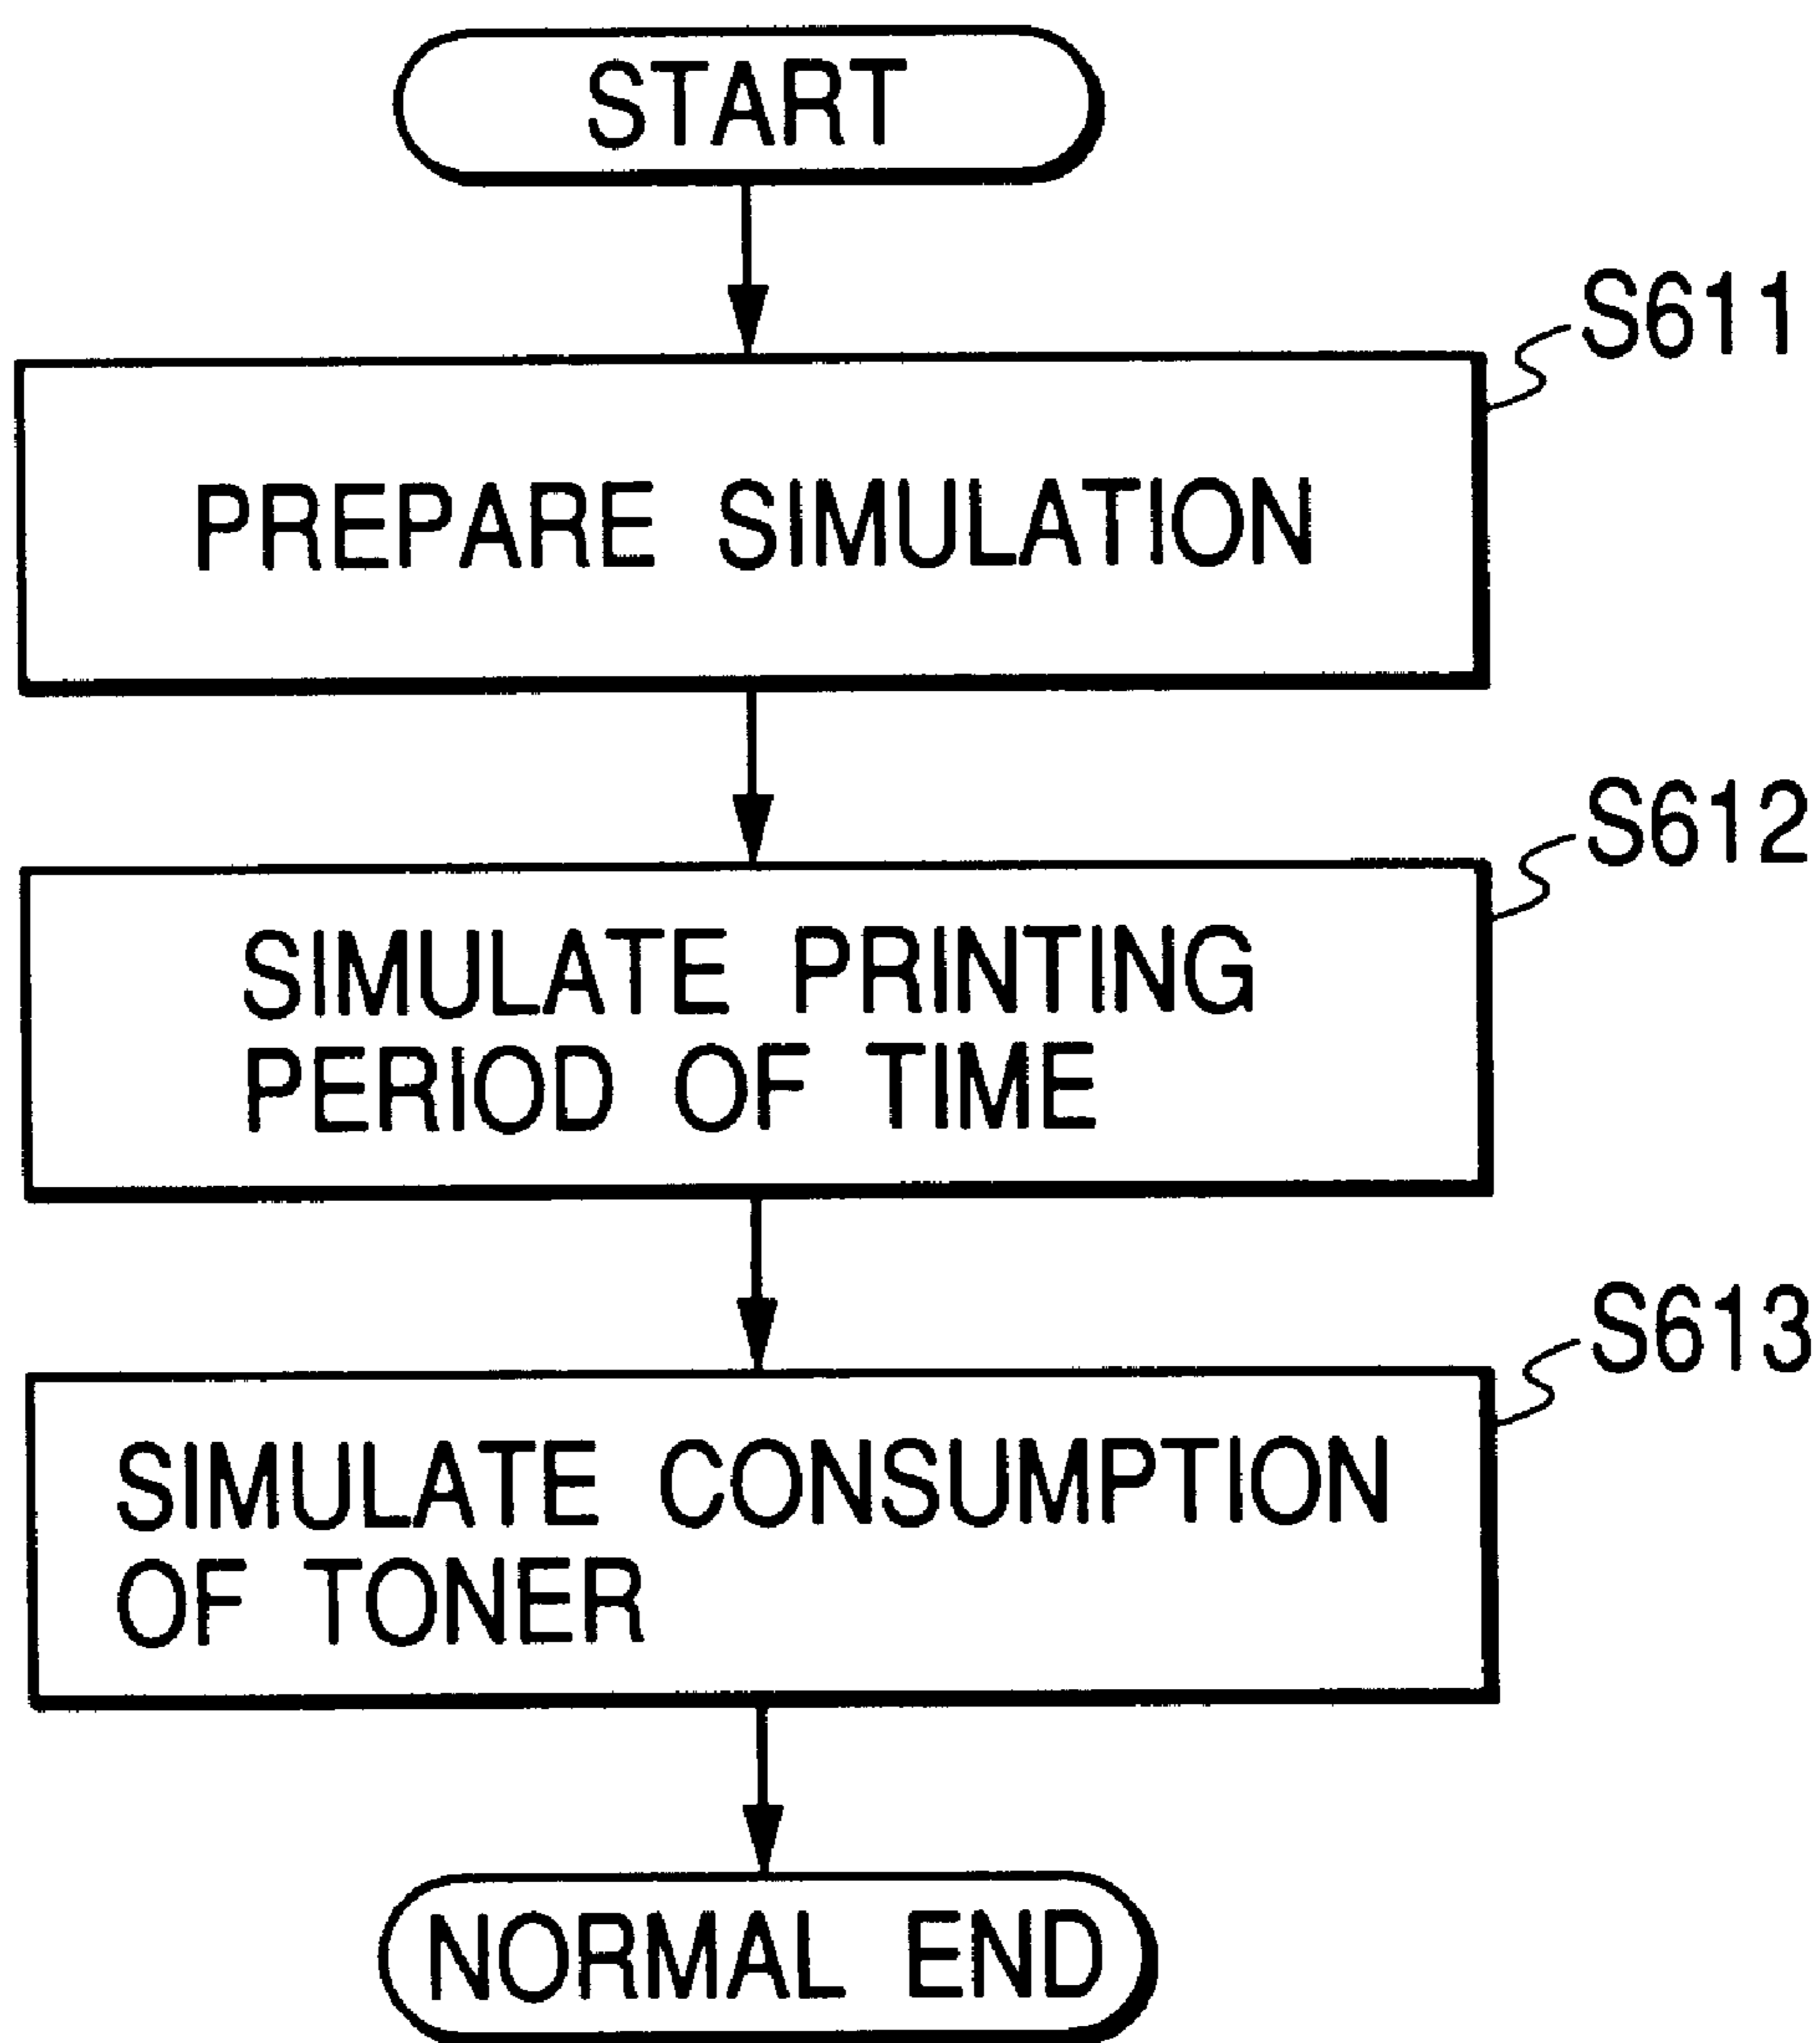 START
S611
PREPARE SIMULATION
S612
SIMULATE PRINTING
PERIOD OF TIME
S613
SIMULATE CONSUMPTION
OF TONER
NORMAL END